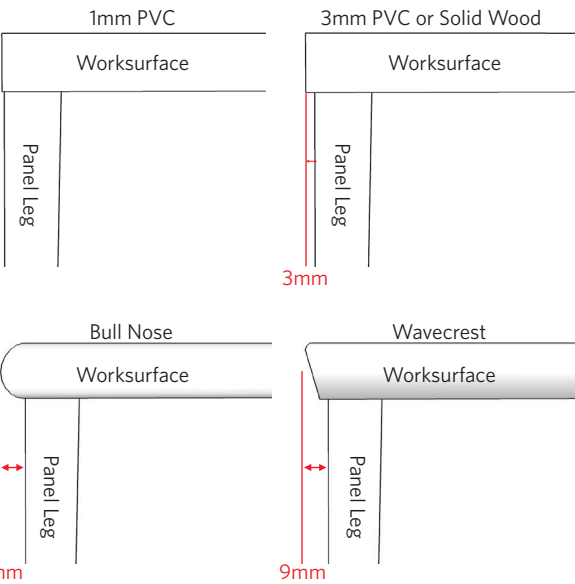 1mm PVC
3mm PVC or Solid Wood
Worksurface
Worksurface
Panel Leg
Panel Leg
3mm
Bull Nose
Wavecrest
Worksurface
Worksurface
Panel Leg
Panel Leg
mm
9mm